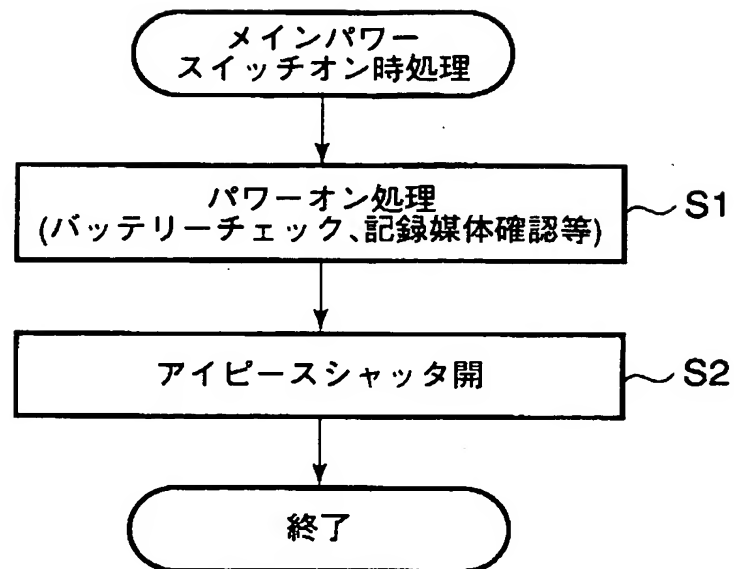 メインパワー
スイッチオン時処理
パワーオン処理
(バッテリーチェック、記録媒体確認等)
S1
アイピースシャッタ開
S2
終了